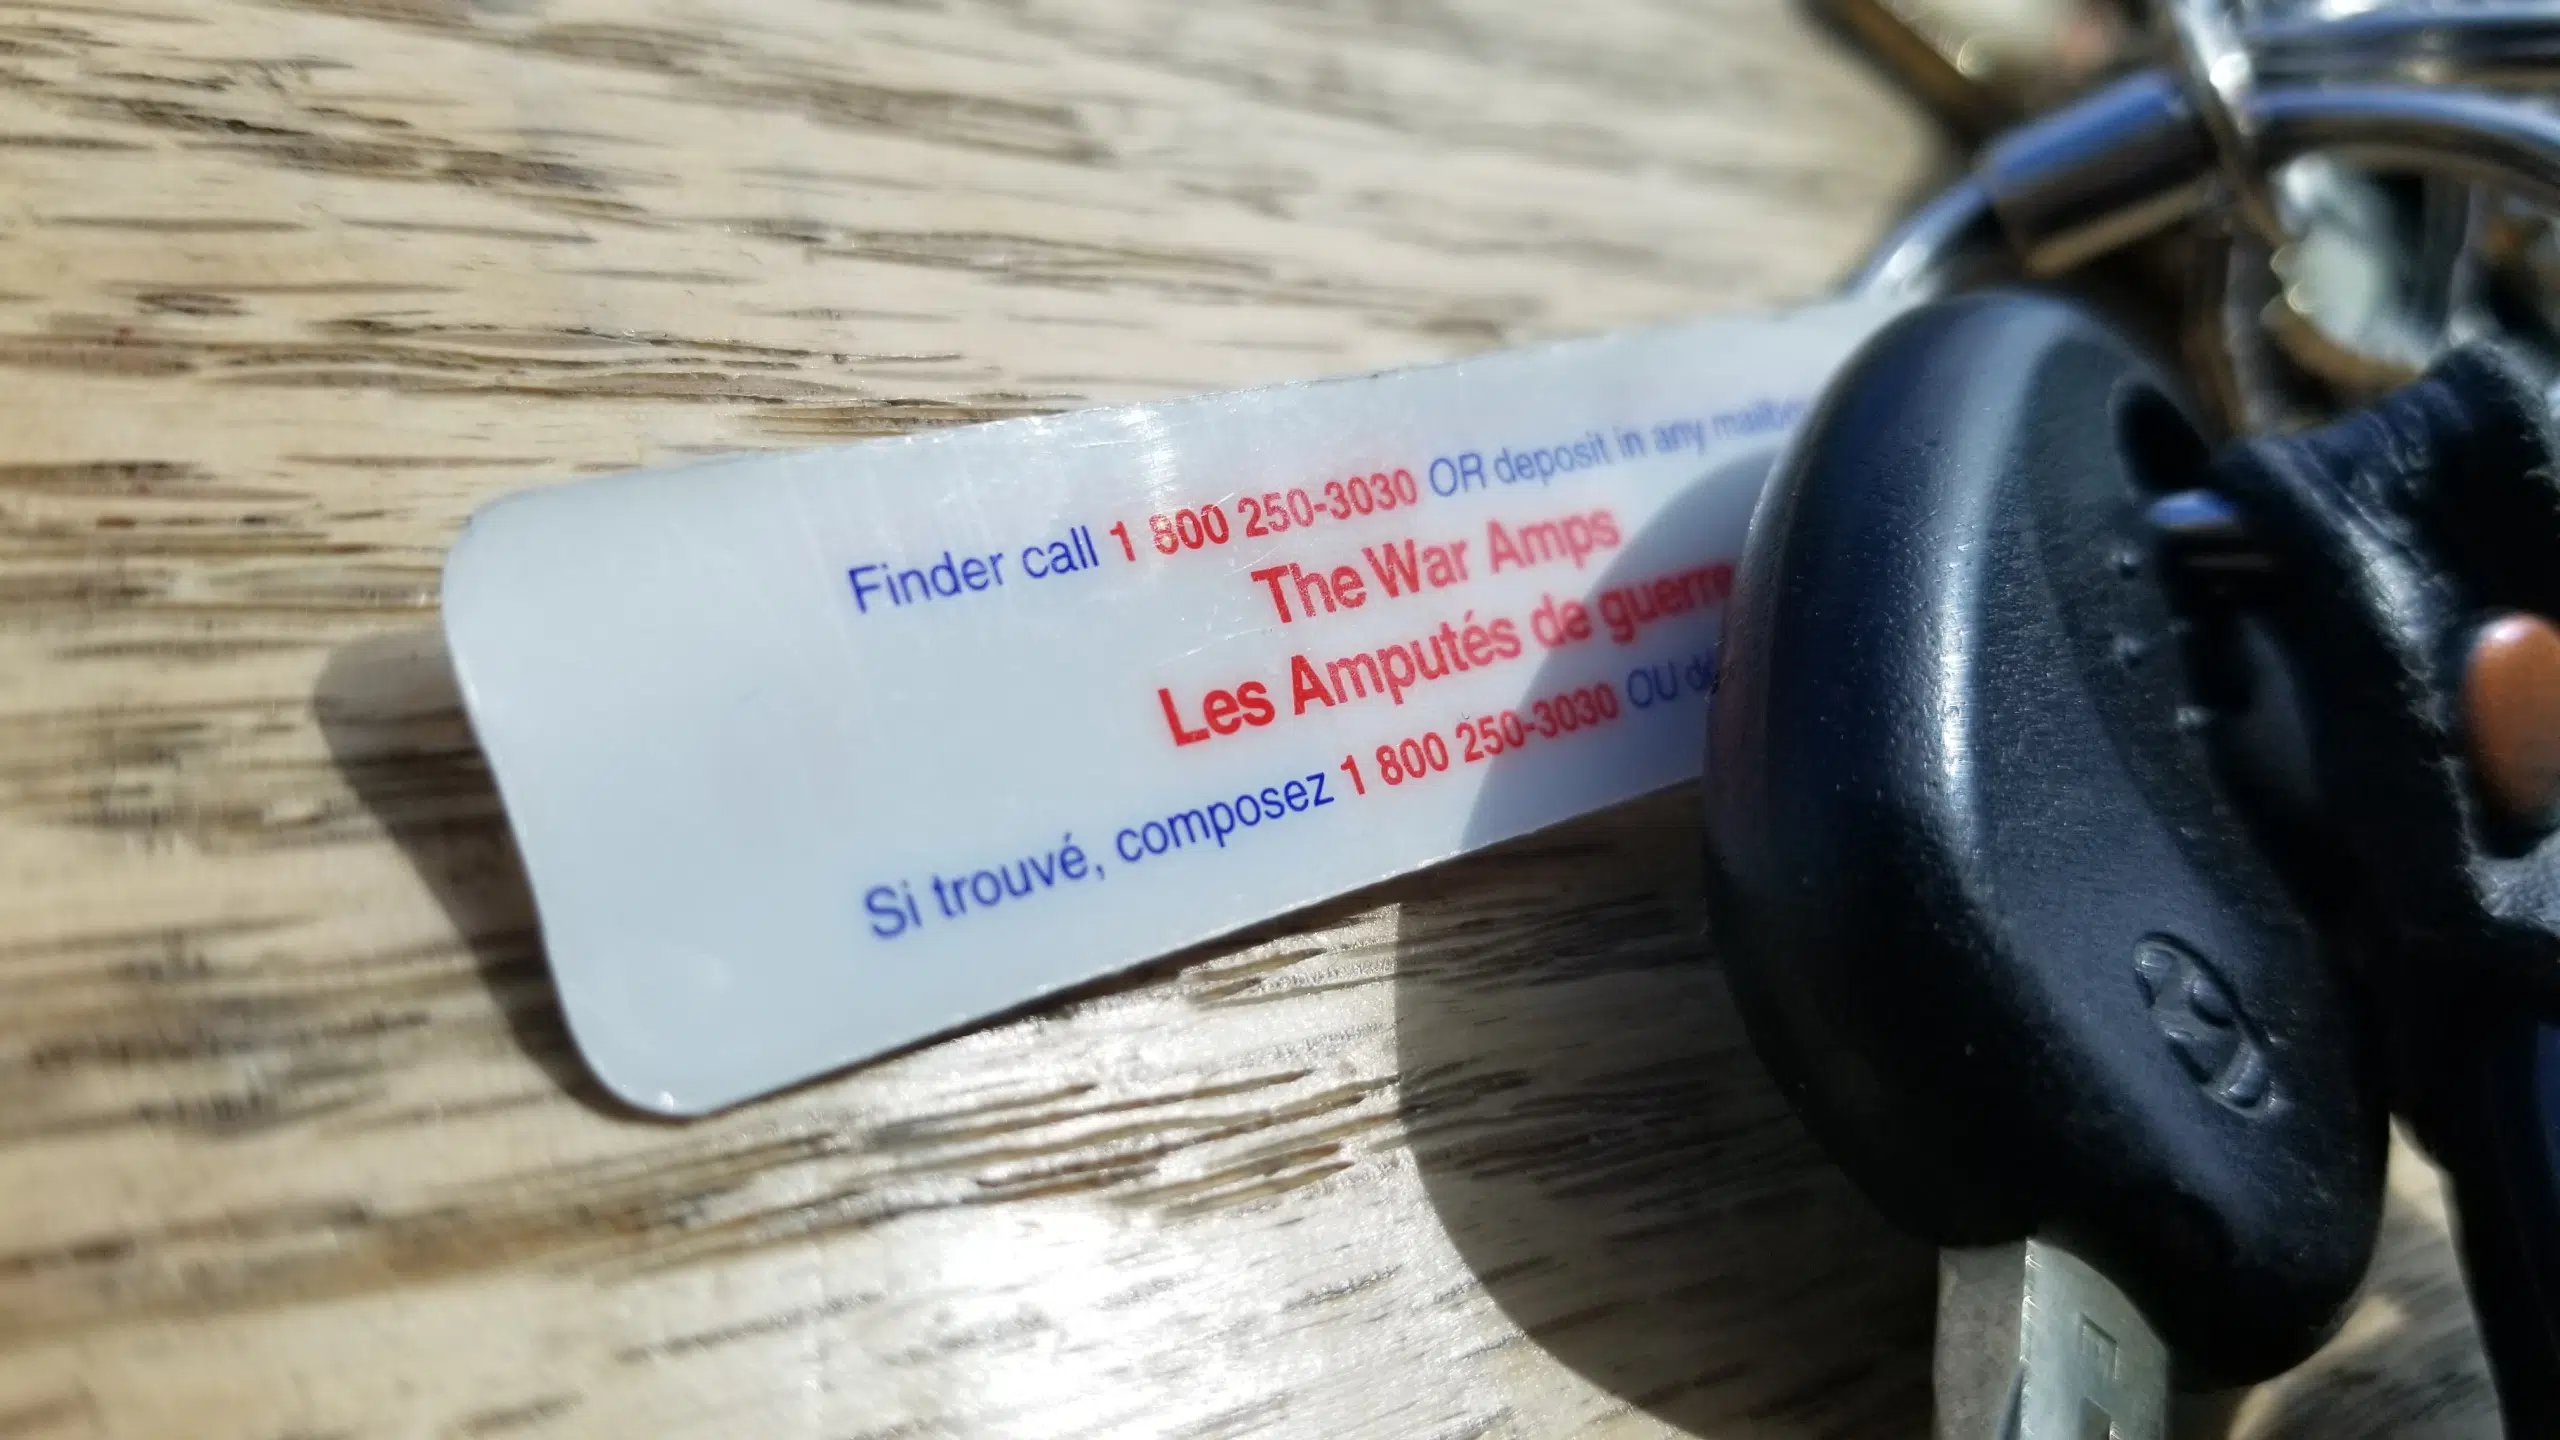 Finder call 1 800 250-3030 OR deposit in any
The War Amps
Les Amputés de guerre
Si trouvé, composez 1 800 250-3030 OU